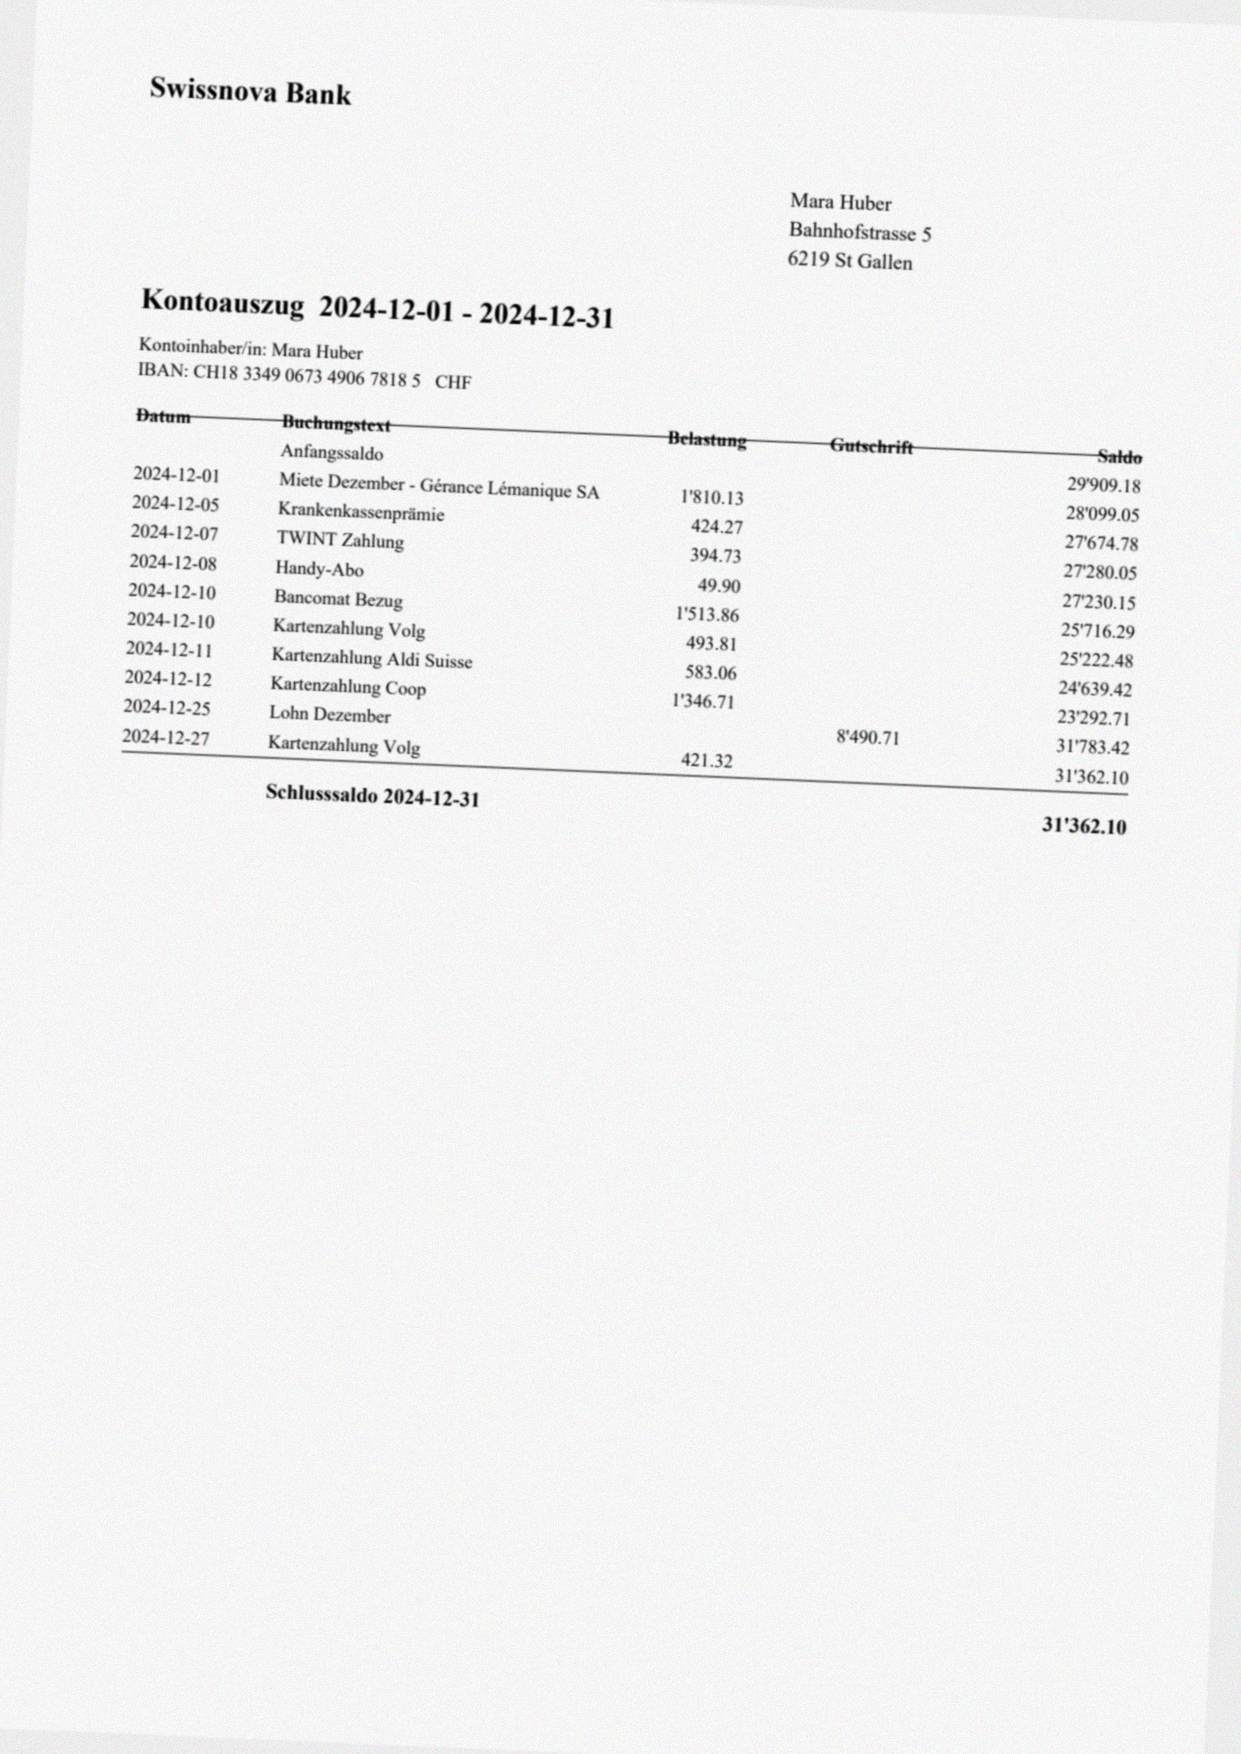 Swissnova Bank
Mara Huber
Bahnhofstrasse 5
6219 St Gallen
Kontoauszug 2024-12-01 - 2024-12-31
Kontoinhaber/in: Mara Huber
IBAN: CH18 3349 0673 4906 7818 5 CHF
Datum Buchungstext Belastung Gutschrift Saldo
Anfangssaldo 29'909.18
2024-12-01 Miete Dezember - Gérance Lémanique SA 1'810.13 28'099.05
2024-12-05 Krankenkassenprämie 424.27 27'674.78
2024-12-07 TWINT Zahlung 394.73 27'280.05
2024-12-08 Handy-Abo 49.90 27'230.15
2024-12-10 Bancomat Bezug 1'513.86 25'716.29
2024-12-10 Kartenzahlung Volg 493.81 25'222.48
2024-12-11 Kartenzahlung Aldi Suisse 583.06 24'639.42
2024-12-12 Kartenzahlung Coop 1'346.71 23'292.71
2024-12-25 Lohn Dezember 8'490.71 31'783.42
2024-12-27 Kartenzahlung Volg 421.32 31'362.10
Schlusssaldo 2024-12-31 31'362.10